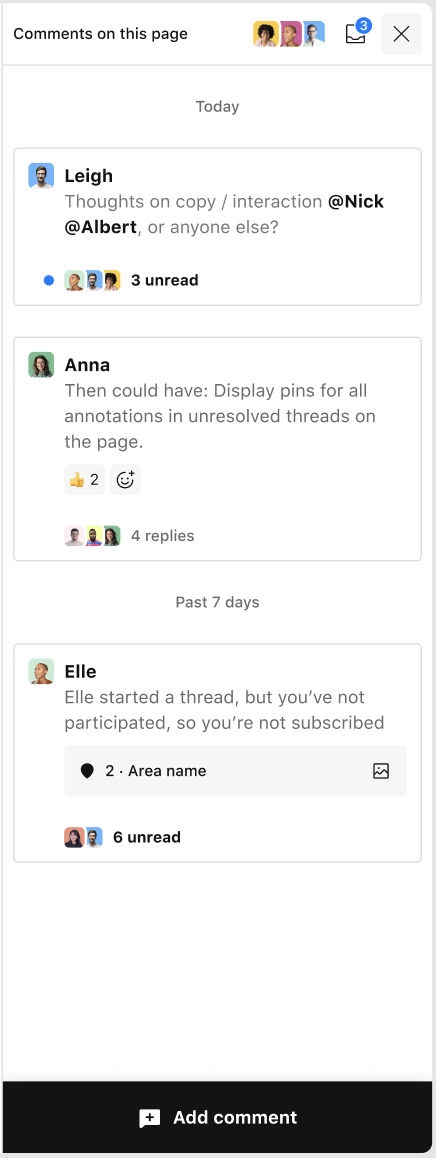 Comments on this page
3
Today
Leigh
Thoughts on copy / interaction @Nick
@Albert, or anyone else?
3 unread
Anna
Then could have: Display pins for all
annotations in unresolved threads on
the page.
👍 2
4 replies
Past 7 days
Elle
Elle started a thread, but you’ve not
participated, so you’re not subscribed
2 · Area name
6 unread
Add comment